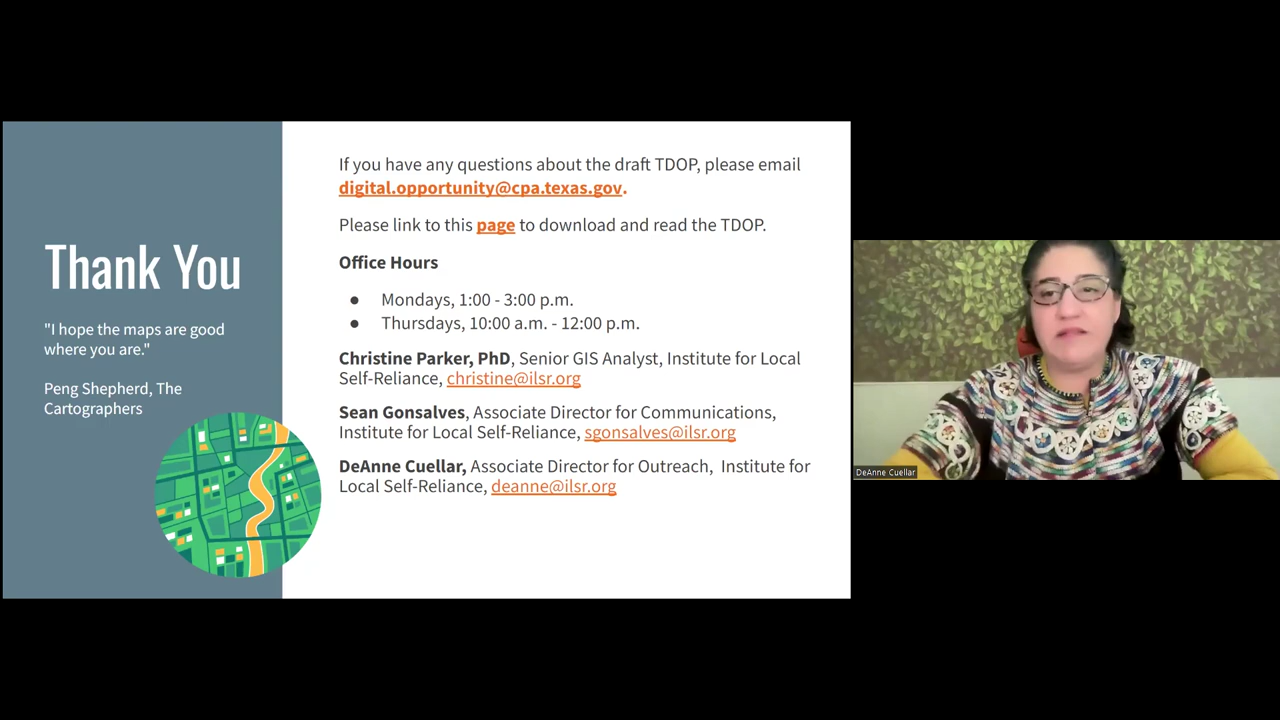 Thank You
"I hope the maps are good
where you are."
Peng Shepherd, The
Cartographers
If you have any questions about the draft TDOP, please email
digital.opportunity@cpa.texas.gov.
Please link to this page to download and read the TDOP.
Office Hours
● Mondays, 1:00 - 3:00 p.m.
● Thursdays, 10:00 a.m. - 12:00 p.m.
Christine Parker, PhD, Senior GIS Analyst, Institute for Local
Self-Reliance, christine@ilsr.org
Sean Gonsalves, Associate Director for Communications,
Institute for Local Self-Reliance, sgonsalves@ilsr.org
DeAnne Cuellar, Associate Director for Outreach, Institute for
Local Self-Reliance, deanne@ilsr.org
DeAnne Cuellar